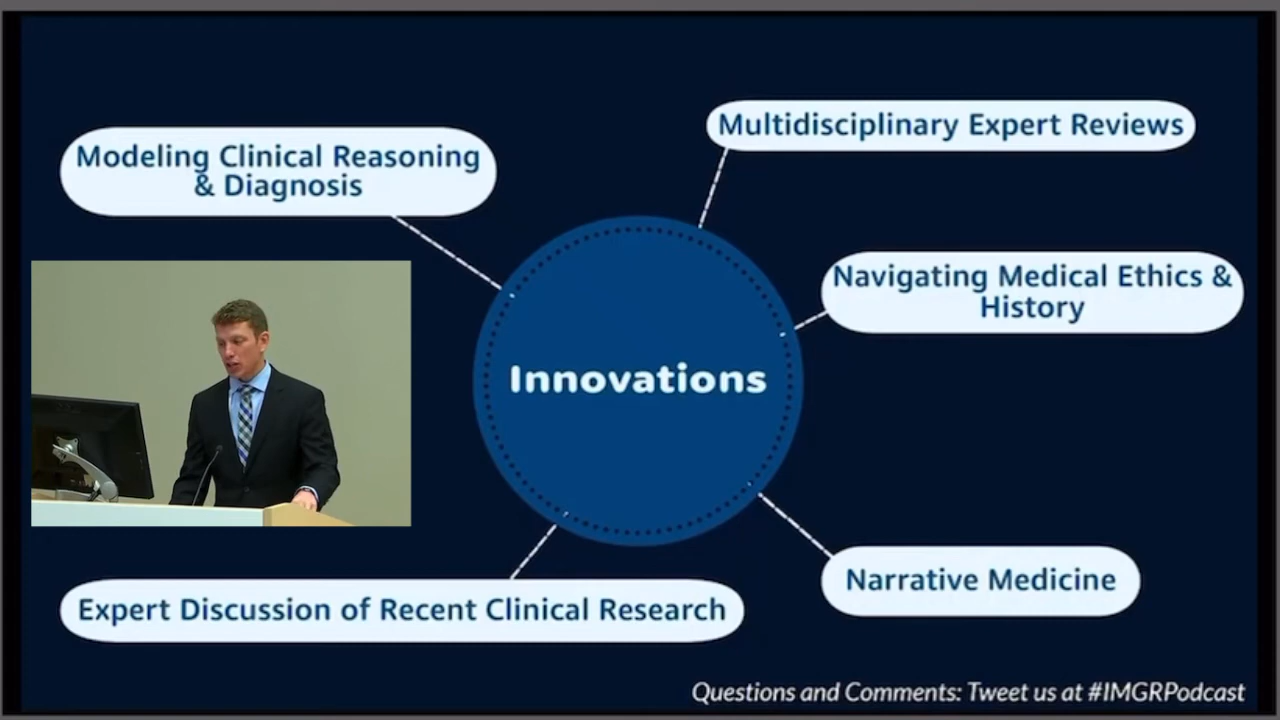 Modeling Clinical Reasoning
& Diagnosis
Multidisciplinary Expert Reviews
Navigating Medical Ethics &
History
Innovations
Narrative Medicine
Expert Discussion of Recent Clinical Research
Questions and Comments: Tweet us at #IMGRPodcast